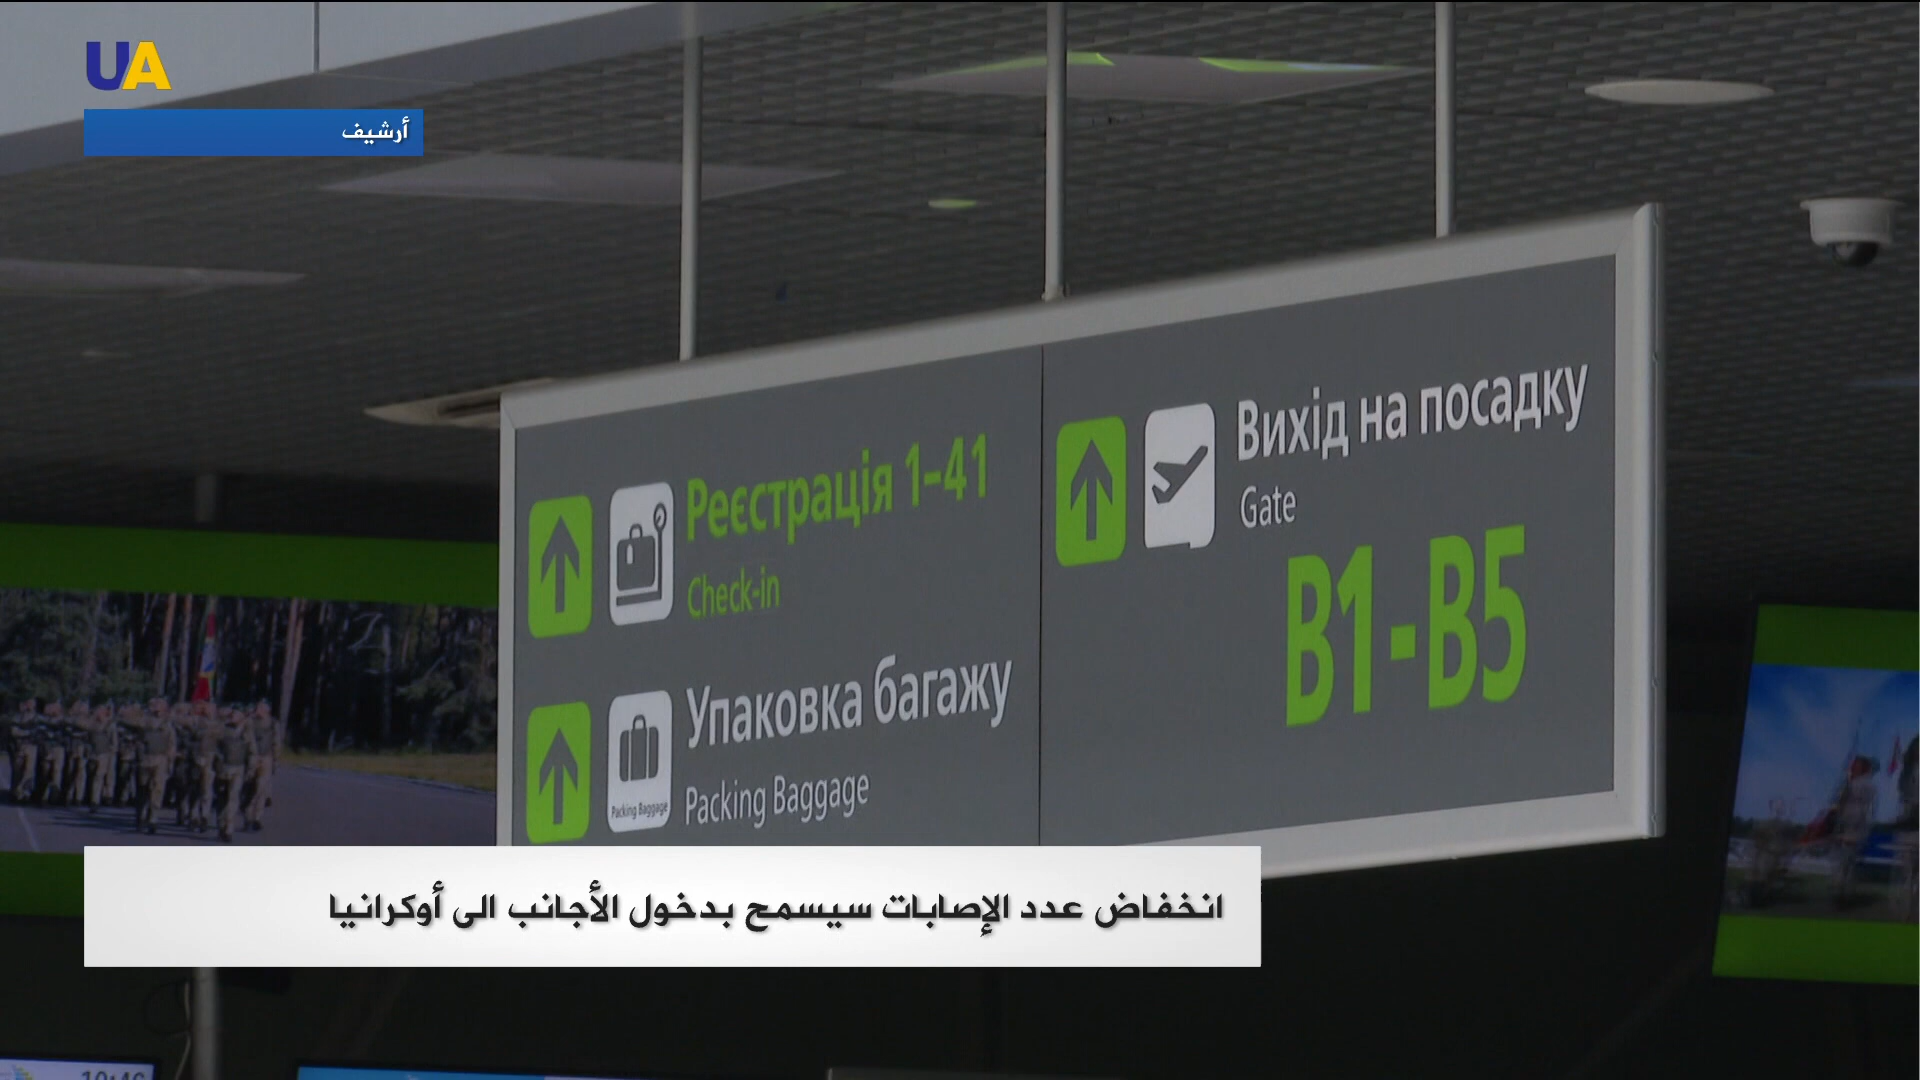 UA
أرشيف
Реєстрація 1-41
Check-in
Упаковка багажу
Packing Baggage
Packing Baggage
Вихід на посадку
Gate
B1-B5
انخفاض عدد الإصابات سيسمح بدخول الأجانب الى أوكرانيا